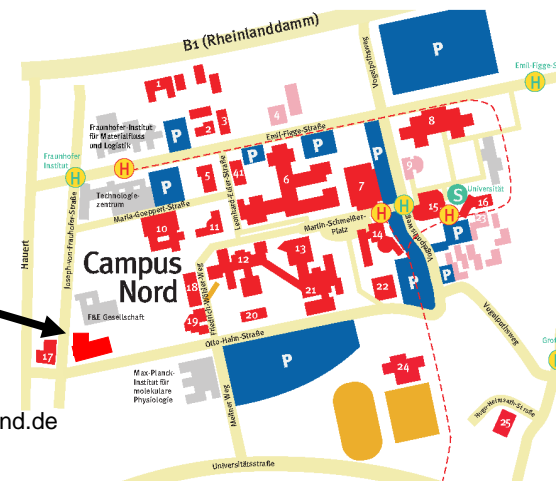 B1 (Rheinlanddamm)
Vogelpothsweg
P
Emil-Figge-S
H
1
2
3
4
P
Fraunhofer-Institut
für Materialfluss
und Logistik
Emil-Figge-Straße
P
P
8
Fraunhofer
Institut
H
H
Technologie-
zentrum
P
5
41
6
7
P
9
S
Universität
Maria-Goeppert-Straße
Leonhard-Euler-Straße
10
11
Martin-Schmeißer-
Platz
H
H
15
H
16
P
Hauert
Joseph-von-Fraunhofer-Straße
Campus
Nord
12
13
14
Vogelpothsweg
18
21
22
P
P
F&E Gesellschaft
19
20
Friedrich-Wöhler-Weg
Otto-Hahn-Straße
17
P
24
Vogelpothsweg
Gro
H
Max-Planck-
Institut für
molekulare
Physiologie
Meitner Weg
Hugo-Helmasch-Straße
25
nd.de
Universitätsstraße